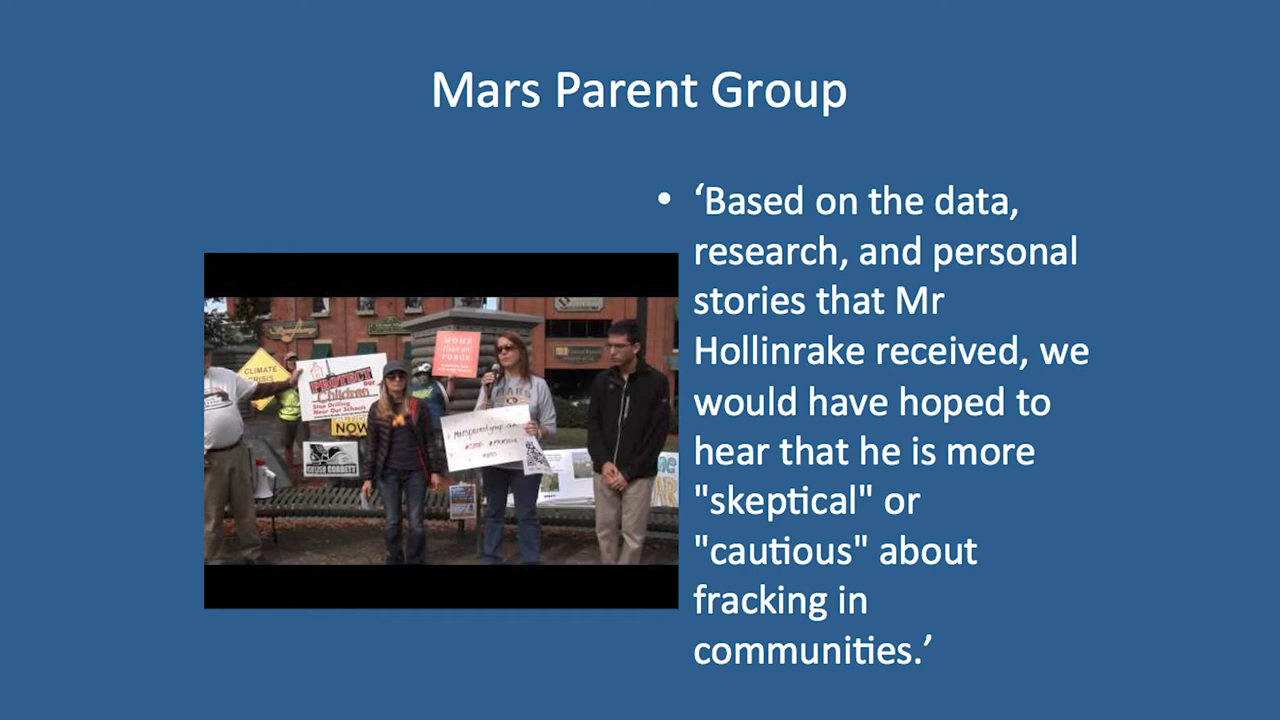 Mars Parent Group
• ‘Based on the data,
research, and personal
stories that Mr
Hollinrake received, we
would have hoped to
hear that he is more
"skeptical" or
"cautious" about
fracking in
communities.’
CLIMATE
CRISIS
PROTECT
OUR
Children
Stop Drilling
Near Our Schools
NOW
MARS